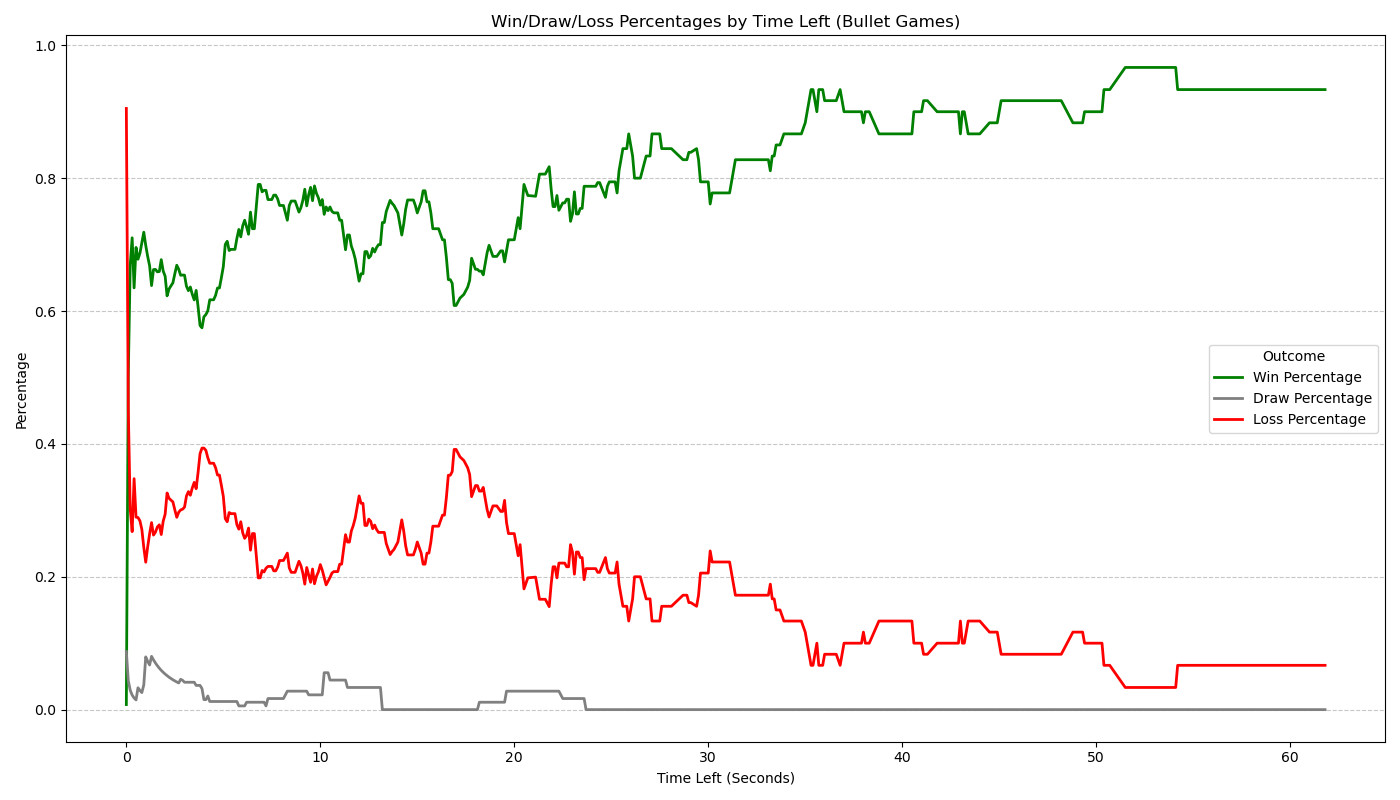 Win/Draw/Loss Percentages by Time Left (Bullet Games)
1.0
0.8
0.6
0.4
0.2
0.0
Percentage
Outcome
Win Percentage
Draw Percentage
Loss Percentage
0 10 20 30 40 50 60
Time Left (Seconds)